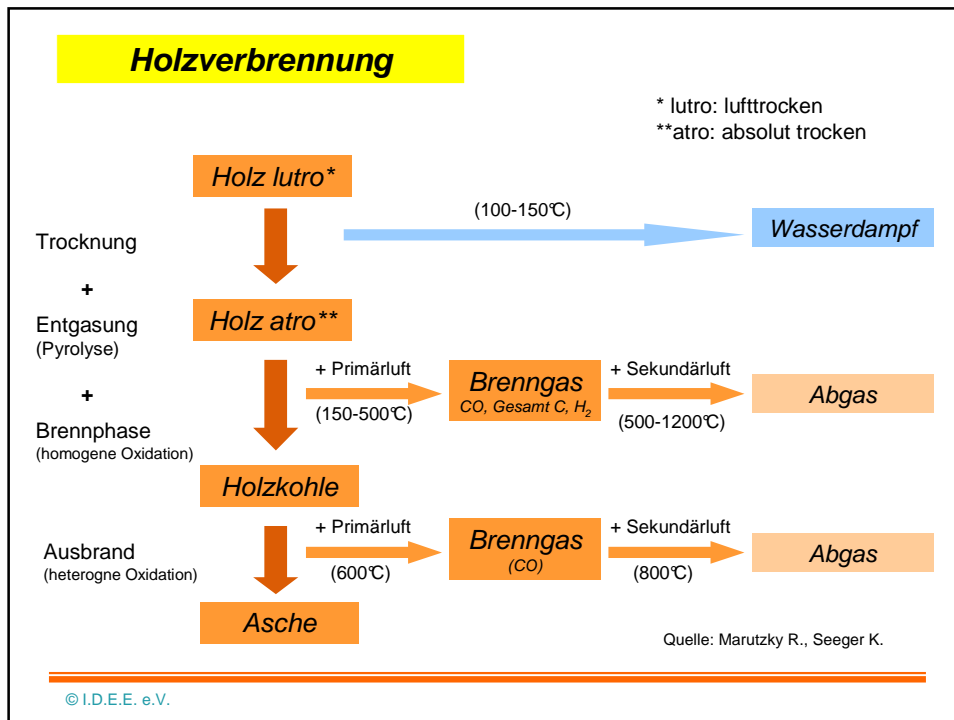 Holzverbrennung
* lutro: lufttrocken
**atro: absolut trocken
Holz lutro*
(100-150°C)
Wasserdampf
Trocknung
+
Entgasung
(Pyrolyse)
Holz atro**
+ Primärluft
(150-500°C)
Brenngas
CO, Gesamt C, H₂
+ Sekundärluft
(500-1200°C)
Abgas
+
Brennphase
(homogene Oxidation)
Holzkohle
Ausbrand
(heterogne Oxidation)
+ Primärluft
(600°C)
Brenngas
(CO)
+ Sekundärluft
(800°C)
Abgas
Asche
Quelle: Marutzky R., Seeger K.
© I.D.E.E. e.V.